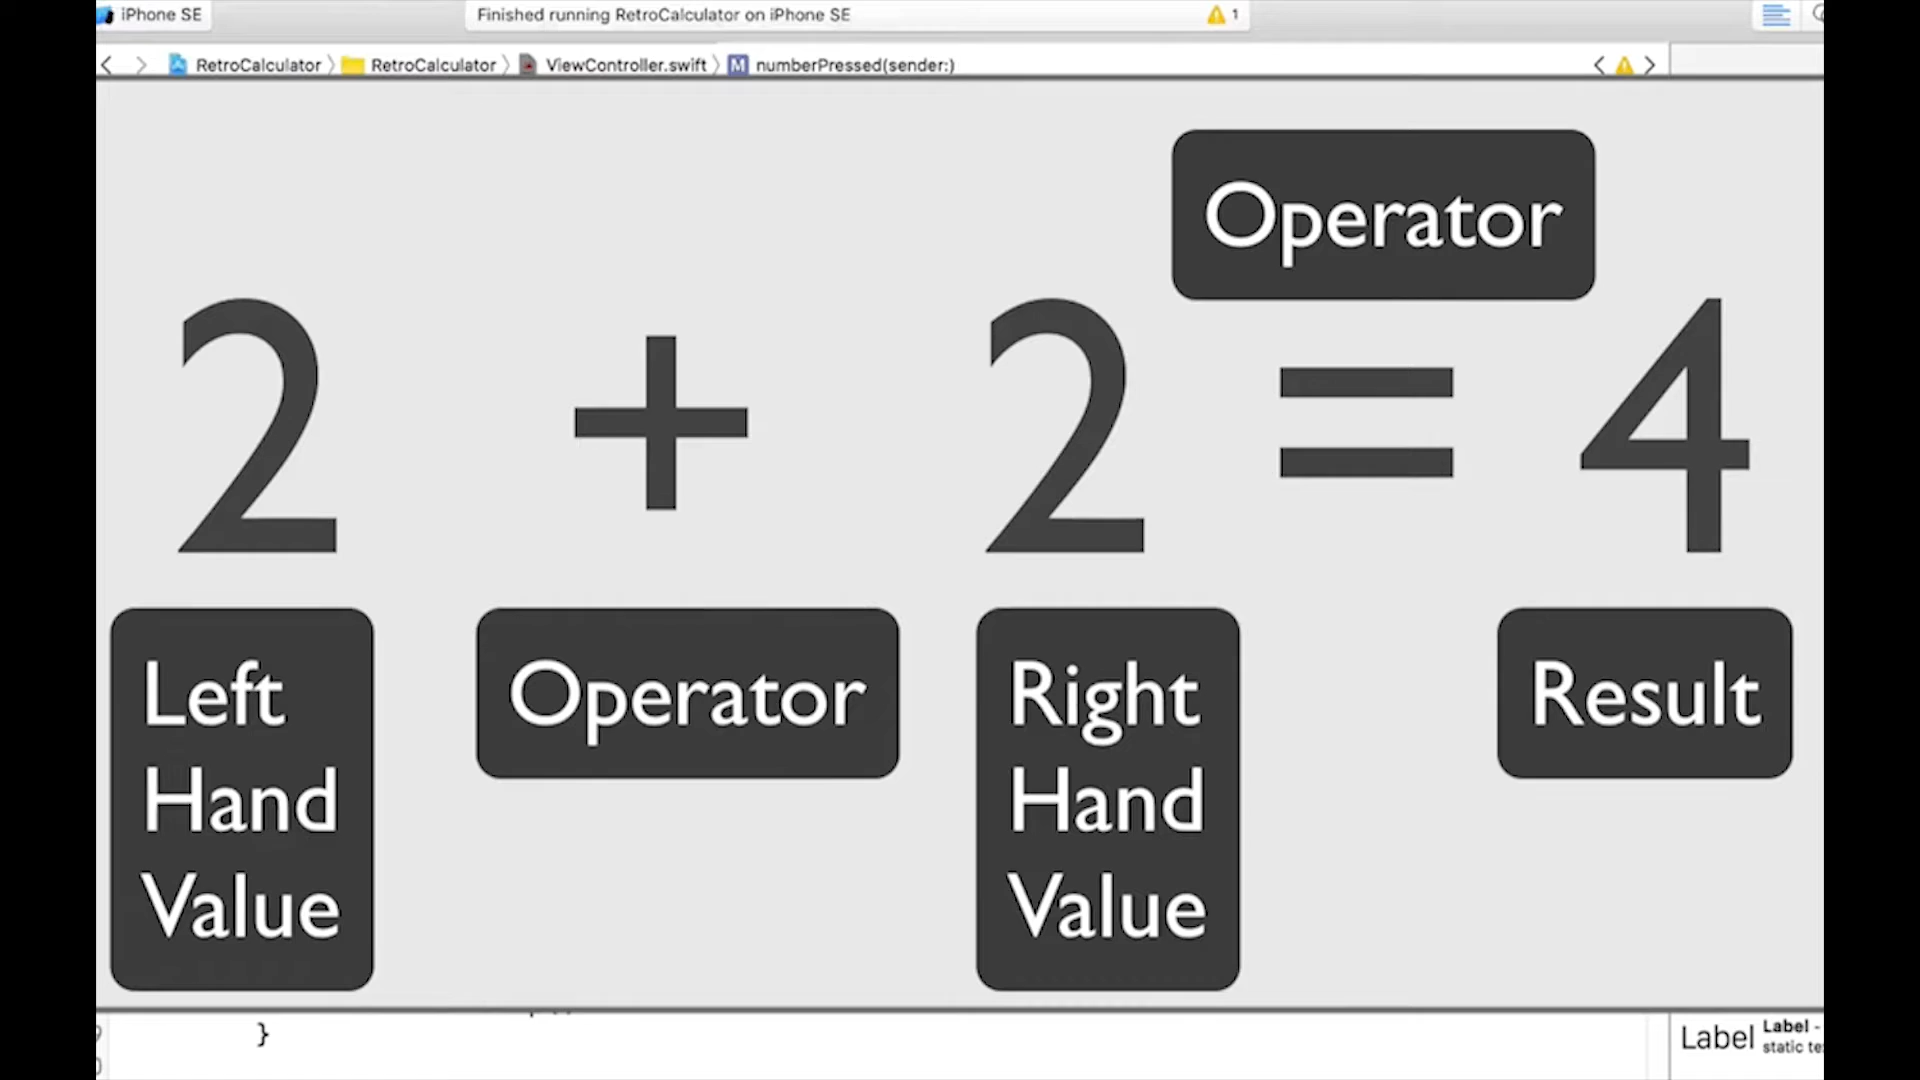 iPhone SE
Finished running RetroCalculator on iPhone SE
1
RetroCalculator
RetroCalculator
ViewController.swift
M numberPressed(sender:)
Operator
2 + 2 = 4
Left
Hand
Value
Operator
Right
Hand
Value
Result
}
Label
Label -